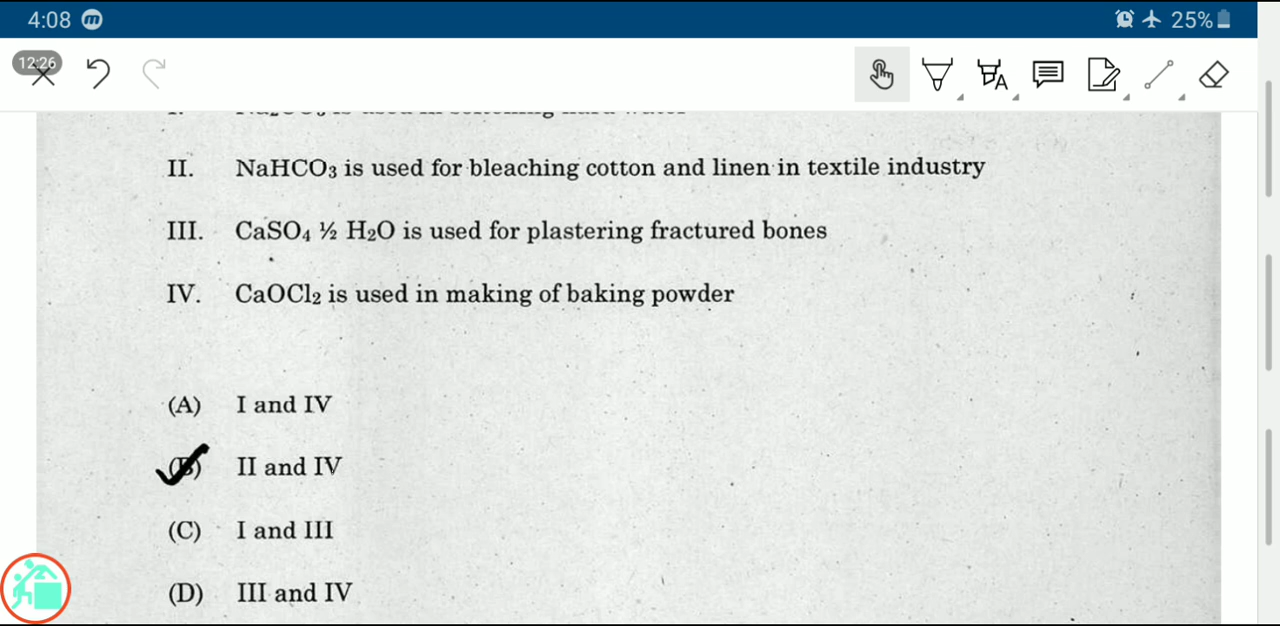 4:08
25%
12:26
II. NaHCO3 is used for bleaching cotton and linen in textile industry
III. CaSO4 ½ H2O is used for plastering fractured bones
IV. CaOCl2 is used in making of baking powder
(A) I and IV
(B) II and IV
(C) I and III
(D) III and IV